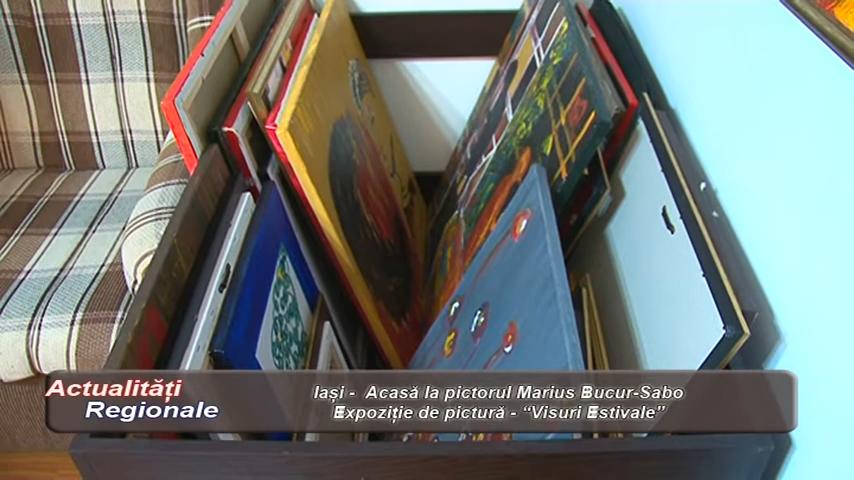 Actualități
Regionale
Iași - Acasă la pictorul Marius Bucur-Sabo
Expoziție de pictură - “Visuri Estivale”